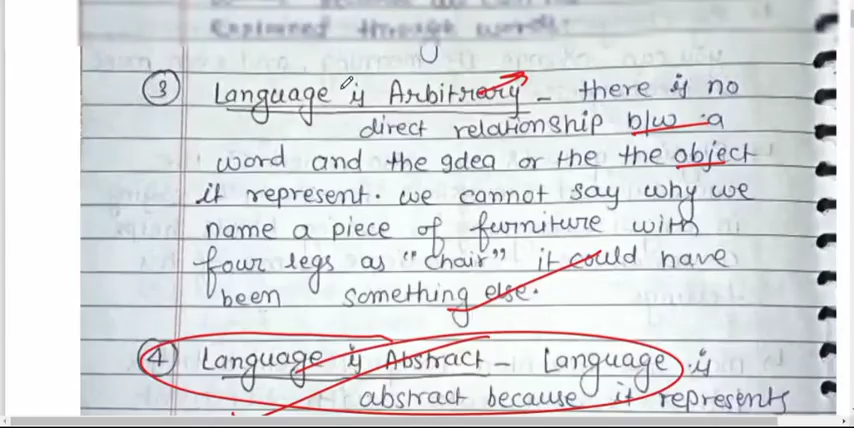 Explained through words.
③ Language is Arbitrary - there is no
direct relationship b/w a
word and the Idea or the the object
it represent. we cannot say why we
name a piece of furniture with
four legs as "chair" it could have
been something else.
④ Language is Abstract - Language is
abstract because it represents